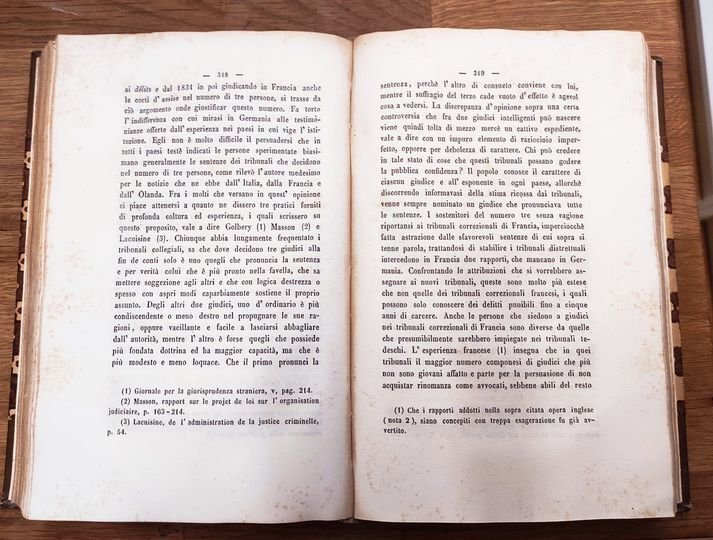 — 318 —
ai délits e dal 1831 in poi giudicando in Francia anche
le corti d'assise nel numero di tre persone, si trasse da
ciò argomento onde giustificar questo numero. Fa torto
l'indifferenza con cui mirasi in Germania alle testimo-
nianze offerte dall'esperienza nei paesi in cui vige l'isti-
tuzione. Egli non è molto difficile il persuadersi che in
tutti i paesi testè indicati le persone sperimentate biasi-
mano generalmente le sentenze dei tribunali che decidono
nel numero di tre persone, come rilevò l'autore medesimo
per le notizie che ne ebbe dall'Italia, dalla Francia e
dall'Olanda. Fra i molti che versano in quest'opinione
ci piace attenersi a quanto ne dissero tre pratici forniti
di profonda coltura ed esperienza, i quali scrissero su
questo proposito, vale a dire Golbery (1) Masson (2) e
Lacuisine (3). Chiunque abbia lungamente frequentato i
tribunali collegiali, sa che dove decidono tre giudici alla
fin de conti solo è uno quegli che pronuncia la sentenza
e per verità colui che è più pronto nella favella, che sa
mettere soggezione agli altri e che con logica destrezza o
spesso con aspri modi caparbiamente sostiene il proprio
assunto. Degli altri due giudici, uno d'ordinario è più
condiscendente o meno destro nel propugnare le sue ra-
gioni, oppure vacillante e facile a lasciarsi abbagliare
dall'autorità, mentre l'altro è forse quegli che possiede
più fondata dottrina ed ha maggior capacità, ma che è
più modesto e meno loquace. Che il primo pronunci la
(1) Giornale per la giurisprudenza straniera, v, pag. 214.
(2) Masson, rapport sur le projet de loi sur l'organisation
judiciaire, p. 163-214.
(3) Lacuisine, de l'administration de la justice criminelle,
p. 54.
— 319 —
sentenza, perchè l'altro di consueto conviene con lui,
mentre il suffragio del terzo cade vuoto d'effetto è agevol
cosa a vedersi. La discrepanza d'opinione sopra una certa
controversia che fra due giudici intelligenti può nascere
viene quindi tolta di mezzo mercè un cattivo espediente,
vale a dire con un impuro elemento di raziocinio imper-
fetto, opporre per debolezza di carattere. Chi può credere
in tale stato di cose che questi tribunali possano godere
la pubblica confidenza? Il popolo conosce il carattere di
ciascun giudice e all'esponente in ogni paese, allorchè
discorrendo informavasi della stima ricossa dai tribunali,
venne sempre nominato un giudice che pronunciava tutte
le sentenze. I sostenitori del numero tre senza ragione
riportansi ai tribunali correzionali di Francia, imperciocchè
fatta astrazione dalle sfavorevoli sentenze di cui sopra si
tenne parola, trattandosi di stabilire i tribunali distrettuali
intercedono in Francia due rapporti, che mancano in Ger-
mania. Confrontando le attribuzioni che si vorrebbero as-
seguare ai nuovi tribunali, queste sono molto più estese
che non quelle dei tribunali correzionali francesi, i quali
possono solo conoscere dei delitti punibili fino a cinque
anni di carcere. Anche le persone che siedono a giudici
nei tribunali correzionali di Francia sono diverse da quelle
che presumibilmente sarebbero impiegate nei tribunali te-
deschi. L'esperienza francese (1) insegna che in quei
tribunali il maggior numero componesi di giudici che più
non sono giovani affatto e parte per la persuasione di non
acquistar rinomanza come avvocati, sebbene abili del resto
(1) Che i rapporti addotti nella sopra citata opera inglese
(nota 2), siano concepiti con troppa esagerazione fu già av-
vertito.